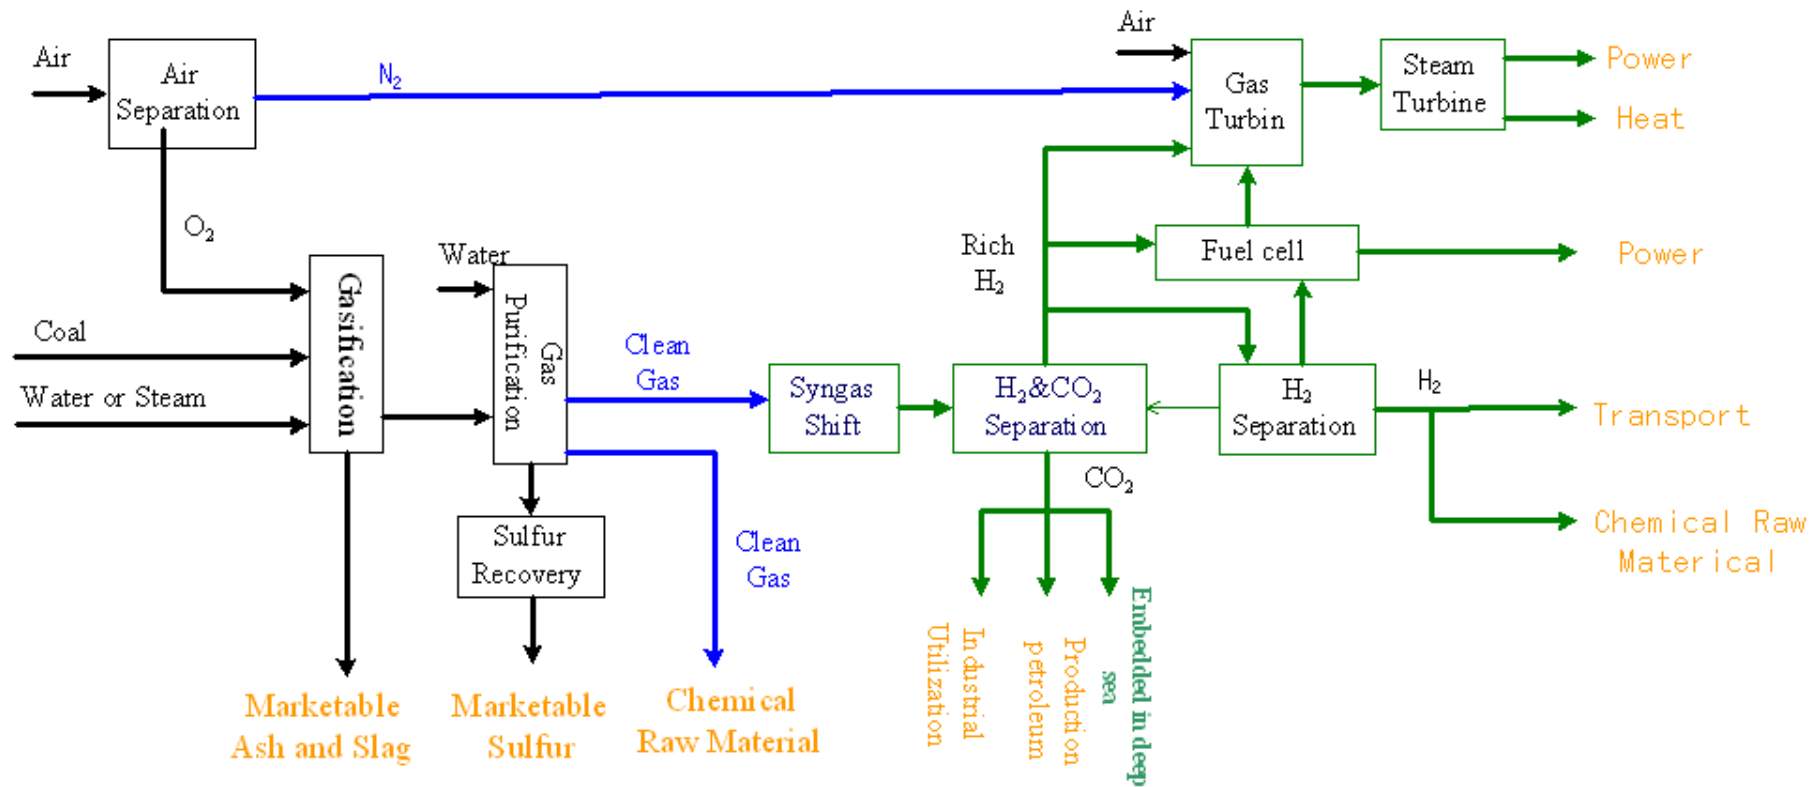 Air
Air
Separation
N₂
Air
Gas
Turbin
Steam
Turbine
Power
Heat
O₂
Water
Rich
H₂
Fuel cell
Power
Gasification
Gas
Purification
Coal
Water or Steam
Clean
Gas
Syngas
Shift
H₂&CO₂
Separation
H₂
Separation
H₂
Transport
CO₂
Chemical Raw
Materical
Sulfur
Recovery
Clean
Gas
Industrial
Utilization
Production
petroleum
Embedded in deep
sea
Marketable
Ash and Slag
Marketable
Sulfur
Chemical
Raw Material